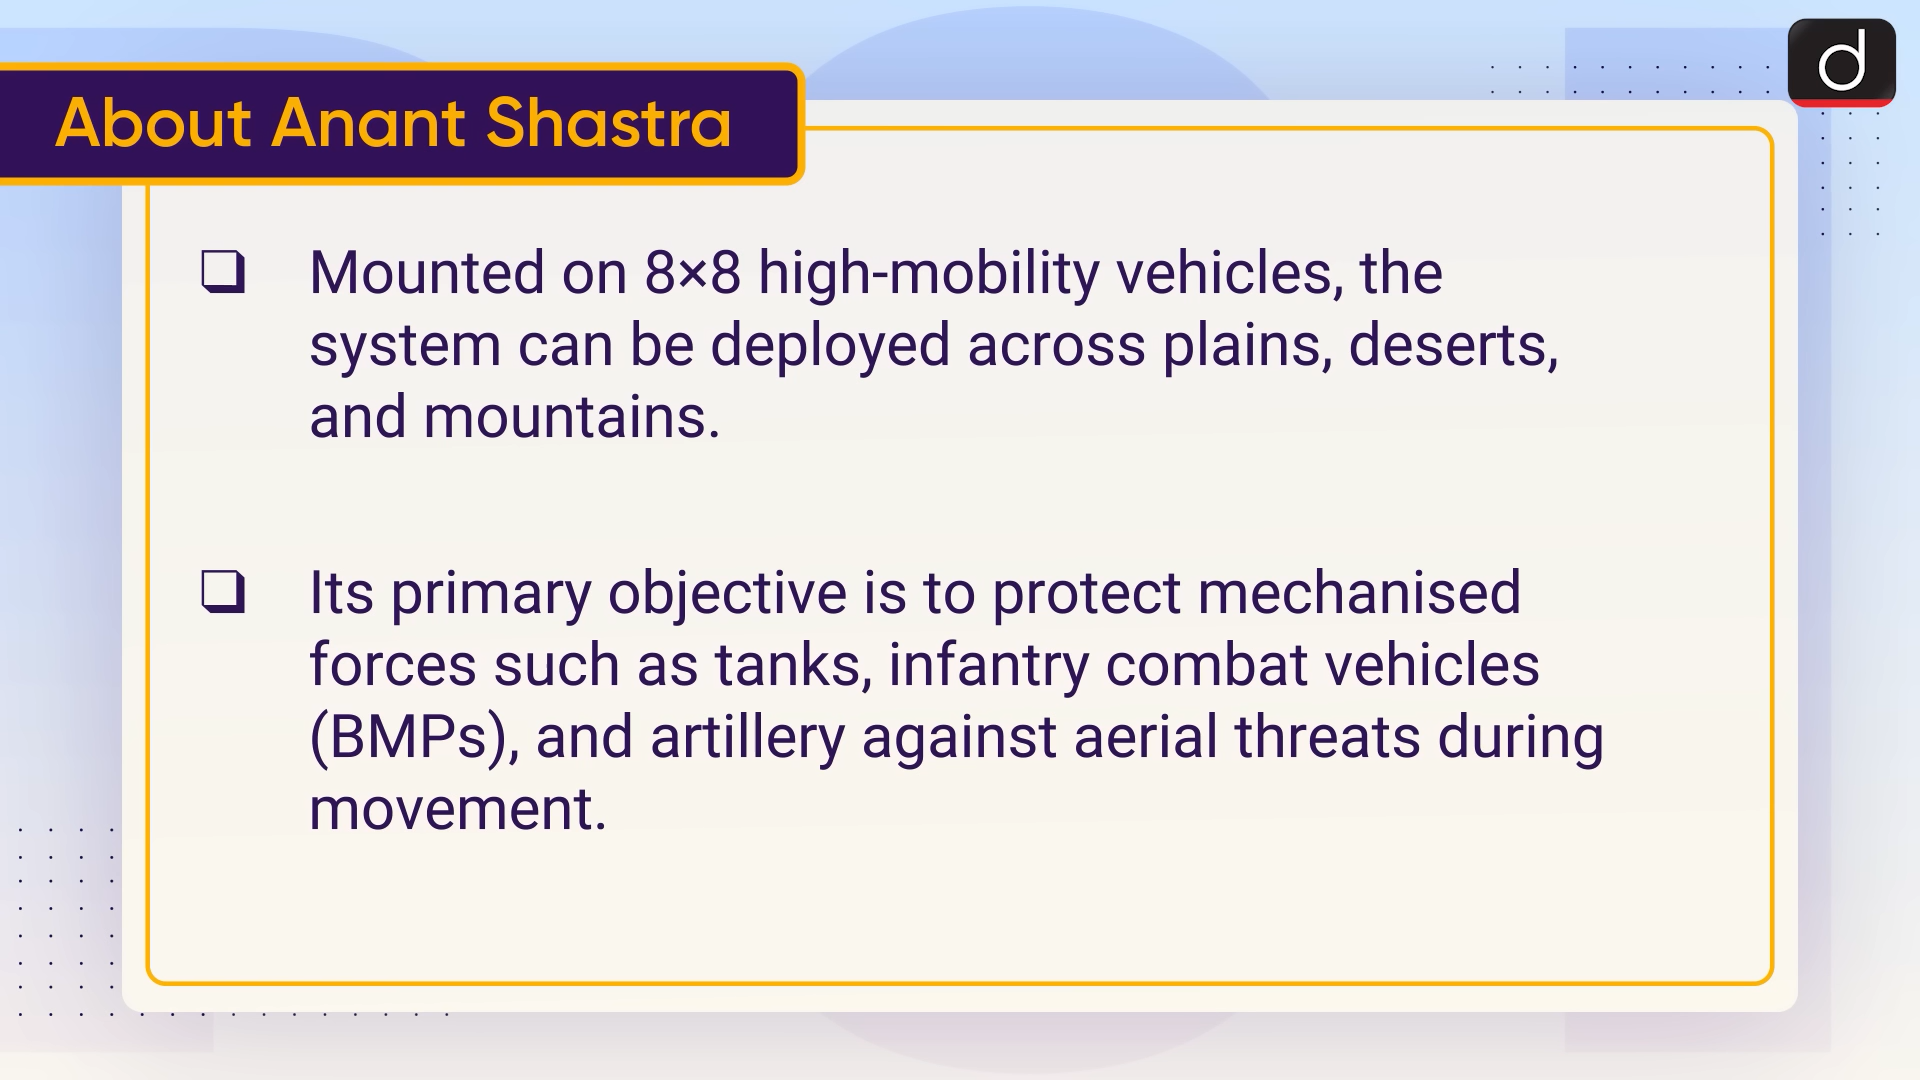 About Anant Shastra
❑ Mounted on 8×8 high-mobility vehicles, the
system can be deployed across plains, deserts,
and mountains.
❑ Its primary objective is to protect mechanised
forces such as tanks, infantry combat vehicles
(BMPs), and artillery against aerial threats during
movement.
d